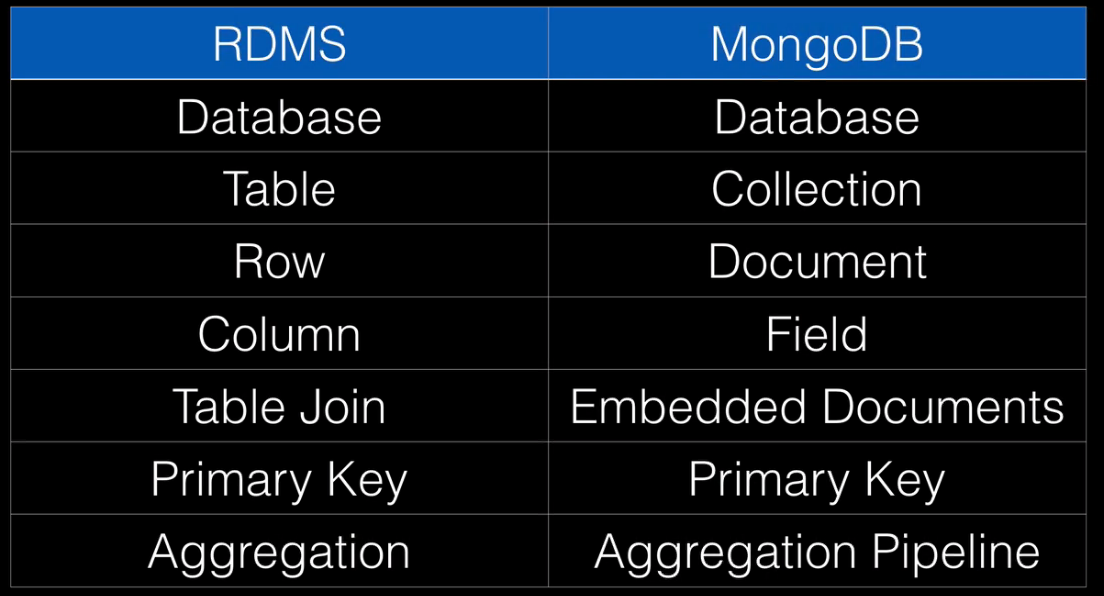 RDMS MongoDB
Database Database
Table Collection
Row Document
Column Field
Table Join Embedded Documents
Primary Key Primary Key
Aggregation Aggregation Pipeline